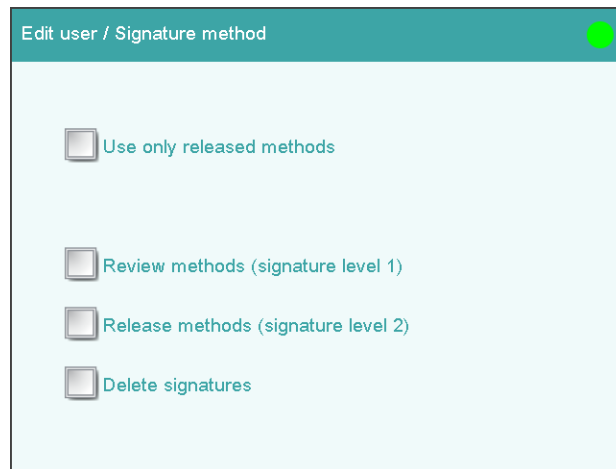 Edit user / Signature method
Use only released methods
Review methods (signature level 1)
Release methods (signature level 2)
Delete signatures